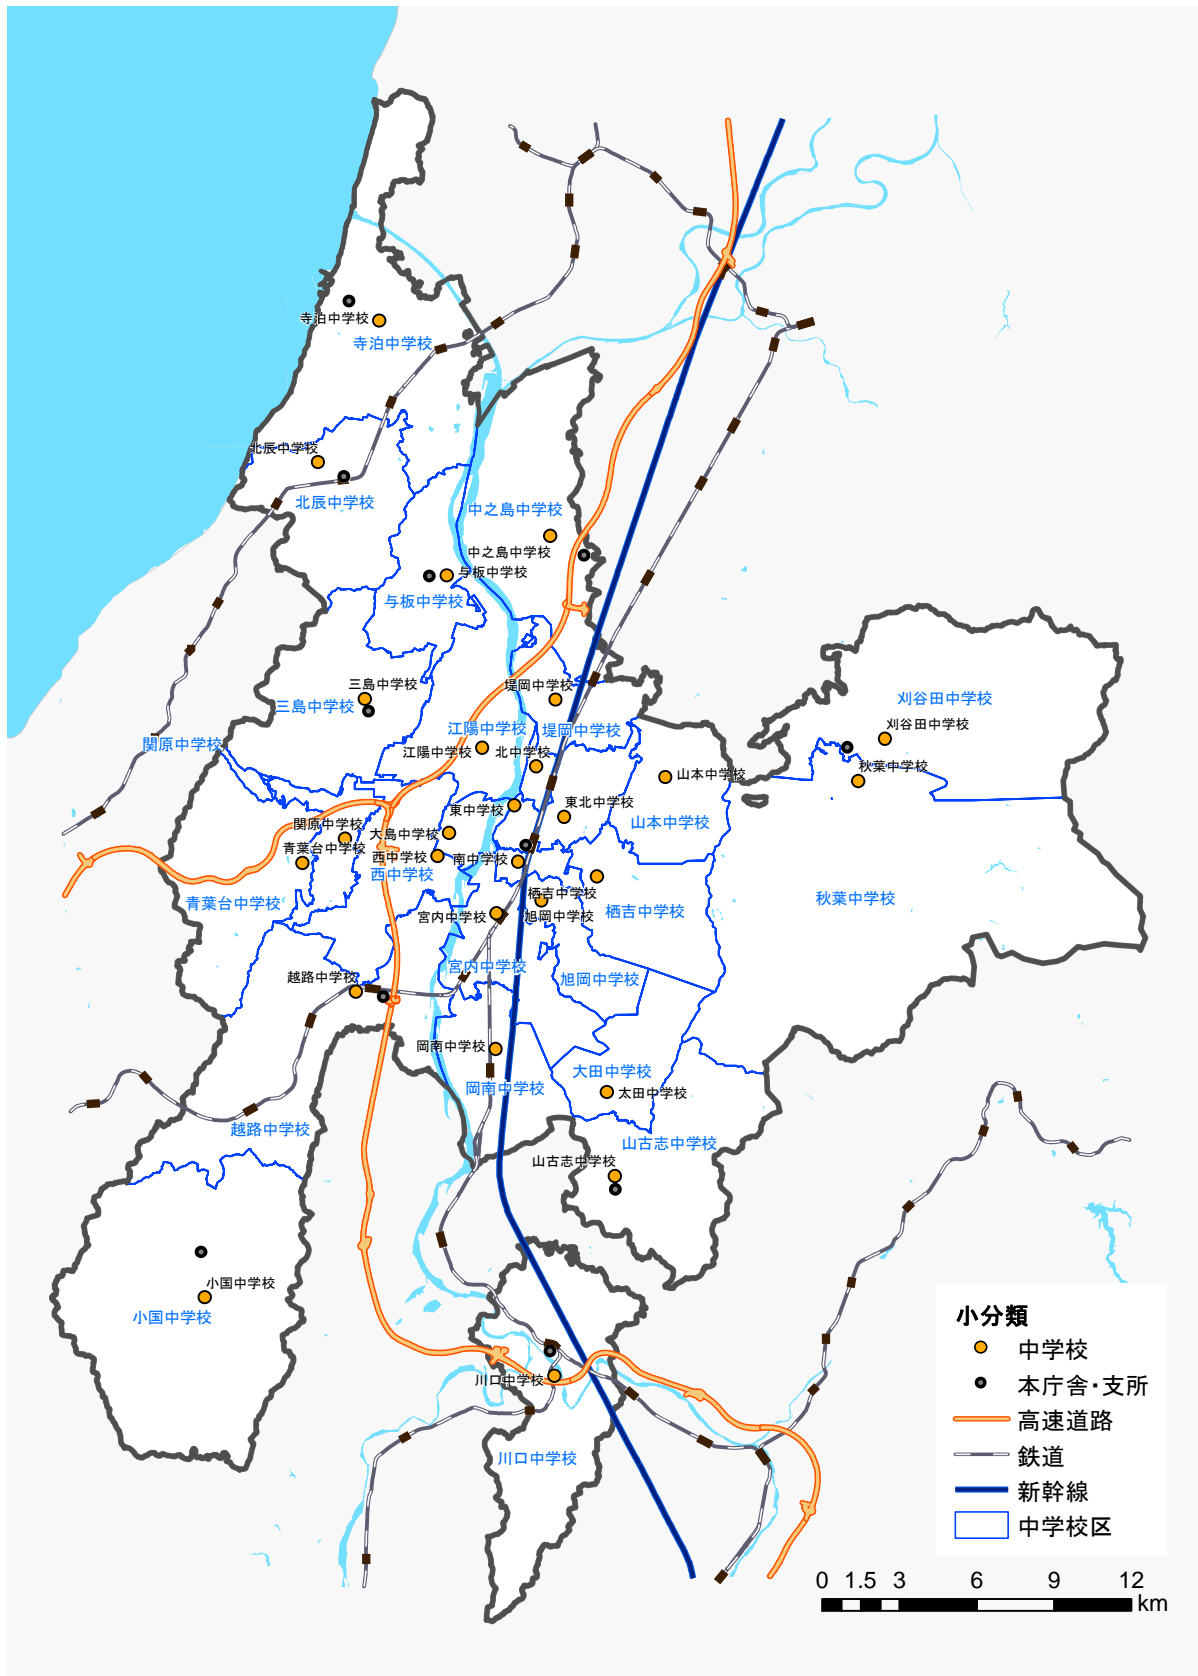 寺泊中学校
寺泊中学校
北辰中学校
北辰中学校
中之島中学校
中之島中学校
与板中学校
与板中学校
三島中学校
三島中学校
堤岡中学校
刈谷田中学校
刈谷田中学校
江陽中学校
堤岡中学校
関原中学校
江陽中学校
北中学校
秋葉中学校
山本中学校
東中学校
東北中学校
山本中学校
関原中学校
大島中学校
青葉台中学校
西中学校
南中学校
西中学校
栖吉中学校
青葉台中学校
秋葉中学校
宮内中学校
旭岡中学校
栖吉中学校
宮内中学校
越路中学校
旭岡中学校
岡南中学校
大田中学校
岡南中学校
太田中学校
越路中学校
山古志中学校
山古志中学校
小国中学校
小国中学校
川口中学校
川口中学校
小分類
中学校
本庁舎・支所
高速道路
鉄道
新幹線
中学校区
0 1.5 3 6 9 12
km